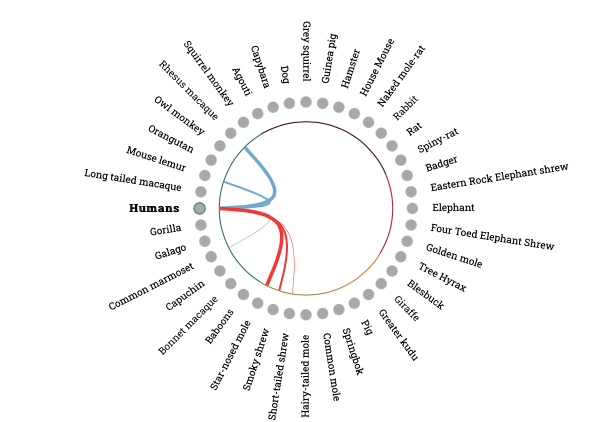 Grey squirrel
Guinea pig
Hamster
House Mouse
Naked mole-rat
Rabbit
Rat
Spiny-rat
Badger
Eastern Rock Elephant shrew
Elephant
Four Toed Elephant Shrew
Golden mole
Tree Hyrax
Blesbuck
Giraffe
Greater kudu
Pig
Springbok
Common mole
Hairy-tailed mole
Short-tailed shrew
Smoky shrew
Star-nosed mole
Baboons
Bonnet macaque
Capuchin
Common marmoset
Galago
Gorilla
Humans
Long tailed macaque
Mouse lemur
Orangutan
Owl monkey
Rhesus macaque
Squirrel monkey
Agouti
Capybara
Dog